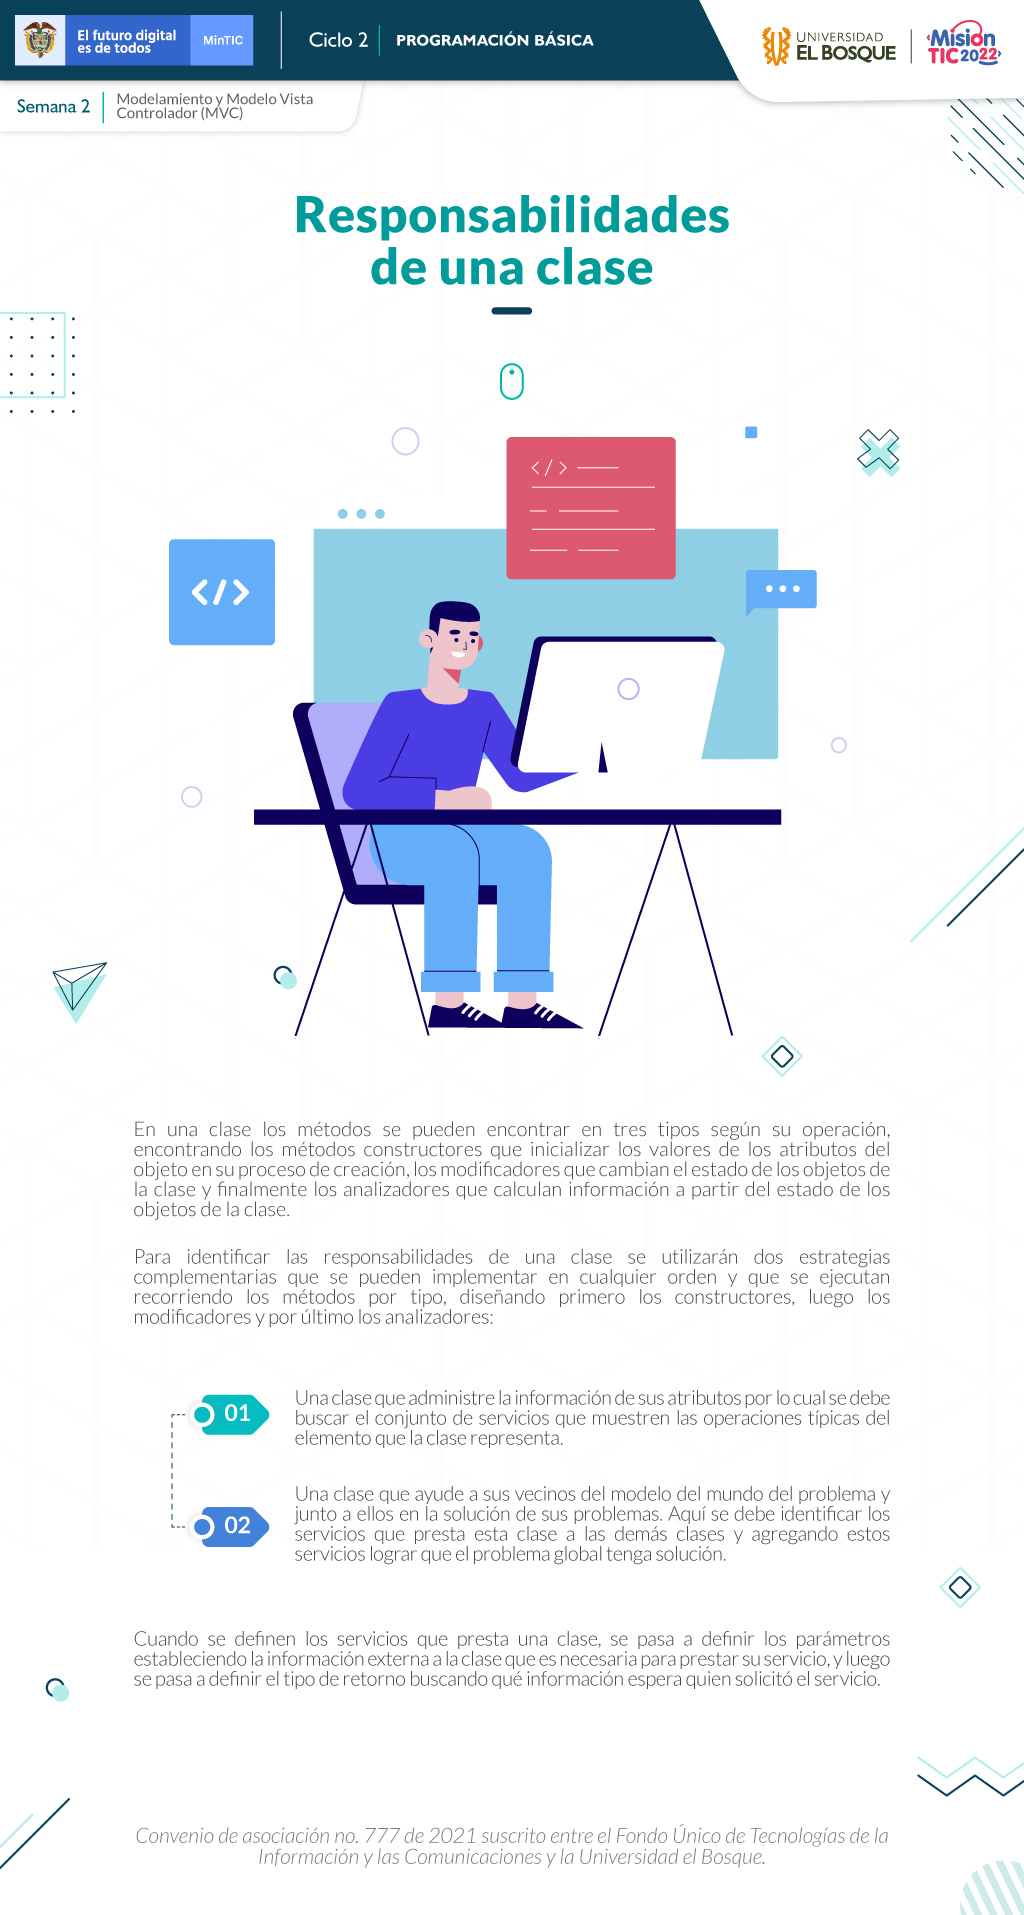 El futuro digital
es de todos
MinTIC
Ciclo 2
PROGRAMACIÓN BÁSICA
UNIVERSIDAD
EL BOSQUE
Misión
TIC 2022
Semana 2
Modelamiento y Modelo Vista
Controlador (MVC)
Responsabilidades
de una clase
</>
</>
En una clase los métodos se pueden encontrar en tres tipos según su operación,
encontrando los métodos constructores que inicializar los valores de los atributos del
objeto en su proceso de creación, los modificadores que cambian el estado de los objetos de
la clase y finalmente los analizadores que calculan información a partir del estado de los
objetos de la clase.
Para identificar las responsabilidades de una clase se utilizarán dos estrategias
complementarias que se pueden implementar en cualquier orden y que se ejecutan
recorriendo los métodos por tipo, diseñando primero los constructores, luego los
modificadores y por último los analizadores:
01
Una clase que administre la información de sus atributos por lo cual se debe
buscar el conjunto de servicios que muestren las operaciones típicas del
elemento que la clase representa.
02
Una clase que ayude a sus vecinos del modelo del mundo del problema y
junto a ellos en la solución de sus problemas. Aquí se debe identificar los
servicios que presta esta clase a las demás clases y agregando estos
servicios lograr que el problema global tenga solución.
Cuando se definen los servicios que presta una clase, se pasa a definir los parámetros
estableciendo la información externa a la clase que es necesaria para prestar su servicio, y luego
se pasa a definir el tipo de retorno buscando qué información espera quien solicitó el servicio.
Convenio de asociación no. 777 de 2021 suscrito entre el Fondo Único de Tecnologías de la
Información y las Comunicaciones y la Universidad el Bosque.